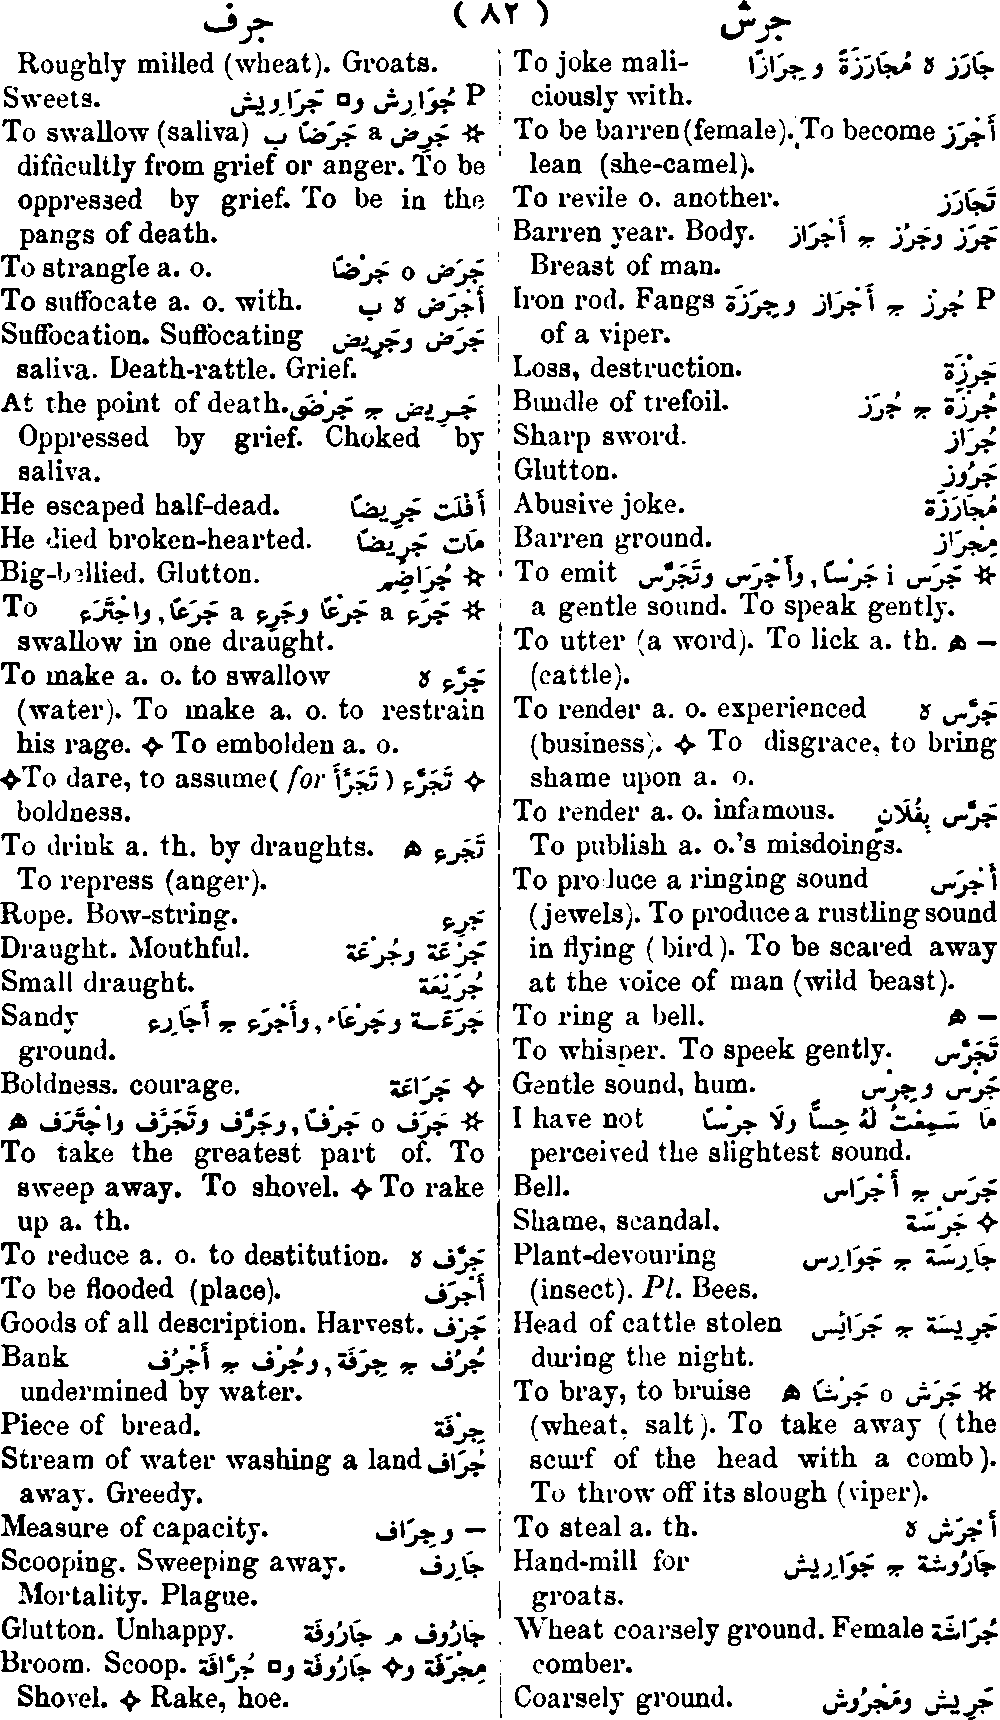 جرش ( ٨٢ ) جرف
To joke mali- جَارَز ه مُجَارَزَةً وجِرَازًا
ciously with.
To be barren (female). To become أَجْرَز
lean (she-camel).
To revile o. another. تَجَارَز
Barren year. Body. جَرَز وجَرْز ج أَجْرَاز
Breast of man.
Iron rod. Fangs P جُرْز ج أَجْرَاز وجِرَزَة
of a viper.
Loss, destruction. جَرْزَة
Bundle of trefoil. جُرْزَة ج جُرَز
Sharp sword. جُرَاز
Glutton. جَرُوز
Abusive joke. مُجَارَزَة
Barren ground. مِجْرَاز
To emit ☆ جَرَس i جَرْسًا, وأَجْرَس وتَجَرَّس
a gentle sound. To speak gently.
To utter (a word). To lick a. th. — ه
(cattle).
To render a. o. experienced جَرَّس ه
(business). ✧ To disgrace, to bring
shame upon a. o.
To render a. o. infamous. جَرَّس بِفُلَانٍ
To publish a. o.'s misdoings.
To produce a ringing sound أَجْرَس
(jewels). To produce a rustling sound
in flying (bird). To be scared away
at the voice of man (wild beast).
To ring a bell. — ه
To whisper. To speek gently. تَجَرَّس
Gentle sound, hum. جَرْس وجِرْس
I have not مَا سَمِعْتُ لَهُ حِسًّا ولَا جِرْسًا
perceived the slightest sound.
Bell. جَرَس ج أَجْرَاس
Shame, scandal. ✧ جَرْسَة
Plant-devouring جَارِسَة ج جَوَارِس
(insect). Pl. Bees.
Head of cattle stolen جَرِيسَة ج جَرَائِس
during the night.
To bray, to bruise ☆ جَرَش o جَرْشًا ه
(wheat, salt). To take away (the
scurf of the head with a comb).
To throw off its slough (viper).
To steal a. th. أَجْرَش ه
Hand-mill for جَارُوشَة ج جَوَارِيش
groats.
Wheat coarsely ground. Female جُرَاشَة
comber.
Coarsely ground. جَرِيش ومَجْرُوش
Roughly milled (wheat). Groats.
Sweets. P جُوَارِش و□ جَوَارِيش
To swallow (saliva) ☆ جَرِض a جَرَضًا ب
difficultly from grief or anger. To be
oppressed by grief. To be in the
pangs of death.
To strangle a. o. جَرَض o جَرْضًا
To suffocate a. o. with. أَجْرَض ه ب
Suffocation. Suffocating جَرَض وجَرِيض
saliva. Death-rattle. Grief.
At the point of death. جَرِيض ج جَرْضَى
Oppressed by grief. Choked by
saliva.
He escaped half-dead. أَفْلَت جَرِيضًا
He died broken-hearted. مَات جَرِيضًا
Big-bellied. Glutton. ☆ جُرَاضِم
To ☆ جَرَع a جَرْعًا وجَرِع a جَرَعًا, واجْتَرَع
swallow in one draught.
To make a. o. to swallow جَرَّع ه
(water). To make a. o. to restrain
his rage. ✧ To embolden a. o.
✧To dare, to assume ✧ تَجَرَّع (for تَجَرَّأ)
boldness.
To drink a. th. by draughts. تَجَرَّع ه
To repress (anger).
Rope. Bow-string. جَرِع
Draught. Mouthful. جَرْعَة وجُرْعَة
Small draught. جُرَيْعَة
Sandy جَرَعَة وجَرْعَاء, وأَجْرَع ج أَجَارِع
ground.
Boldness. courage. ✧ جَرَاعَة
☆ جَرَف o جَرْفًا, وجَرَّف وتَجَرَّف واجْتَرَف ه
To take the greatest part of. To
sweep away. To shovel. ✧ To rake
up a. th.
To reduce a. o. to destitution. جَرَّف ه
To be flooded (place). أَجْرَف
Goods of all description. Harvest. جَرْف
Bank جُرُف ج جِرَفَة, وجُرْف ج أَجْرُف
undermined by water.
Piece of bread. جِرْفَة
Stream of water washing a land جُرَاف
away. Greedy.
Measure of capacity. — وجِرَاف
Scooping. Sweeping away. جَارِف
Mortality. Plague.
Glutton. Unhappy. جَارُوف م جَارُوفَة
Broom. Scoop. مِجْرَفَة و✧ جَارُوفَة و□ جُرَّافَة
Shovel. ✧ Rake, hoe.